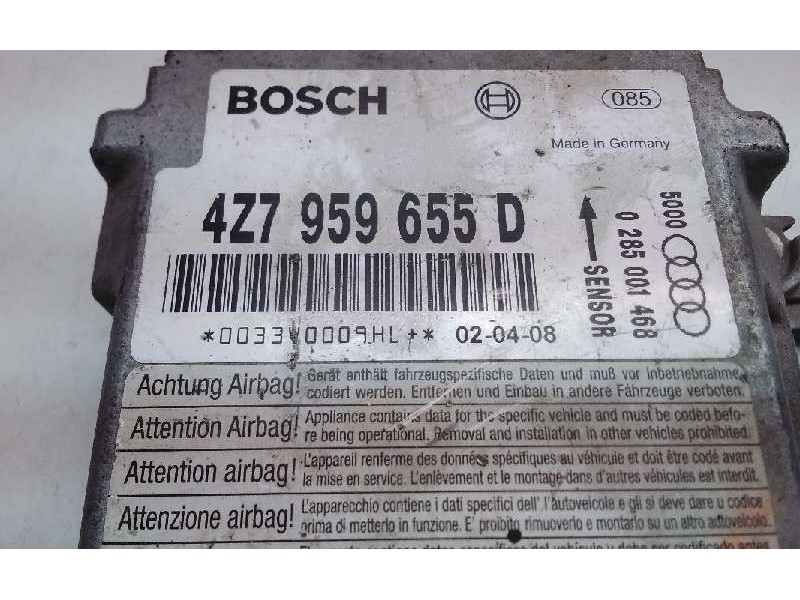 BOSCH
085
Made in Germany
4Z7 959 655 D
SENSOR
0 285 001 468
5000
*0033 0009HL+* 02-04-08
Achtung Airbag! Gerät enthält fahrzeugspezifische Daten und muß vor Inbetriebnahme
codiert werden. Entfernen und Einbau in andere Fahrzeuge verboten.
Attention Airbag! Appliance contains data for the specific vehicle and must be coded befo-
re being operational. Removal and installation in other vehicles prohibited.
Attention airbag! L'appareil renferme des données spécifiques au véhicule et doit être codé avant
la mise en service. L'enlèvement et le montage dans d'autres véhicules est interdit.
Attenzione airbag! L'apparecchio contiene i dati specifici dell' l'autoveicole e gli si deve dare u codice
prima di metterlo in funzione. E' proibito rimuoverlo e montarlo su un altro autoveicolo.